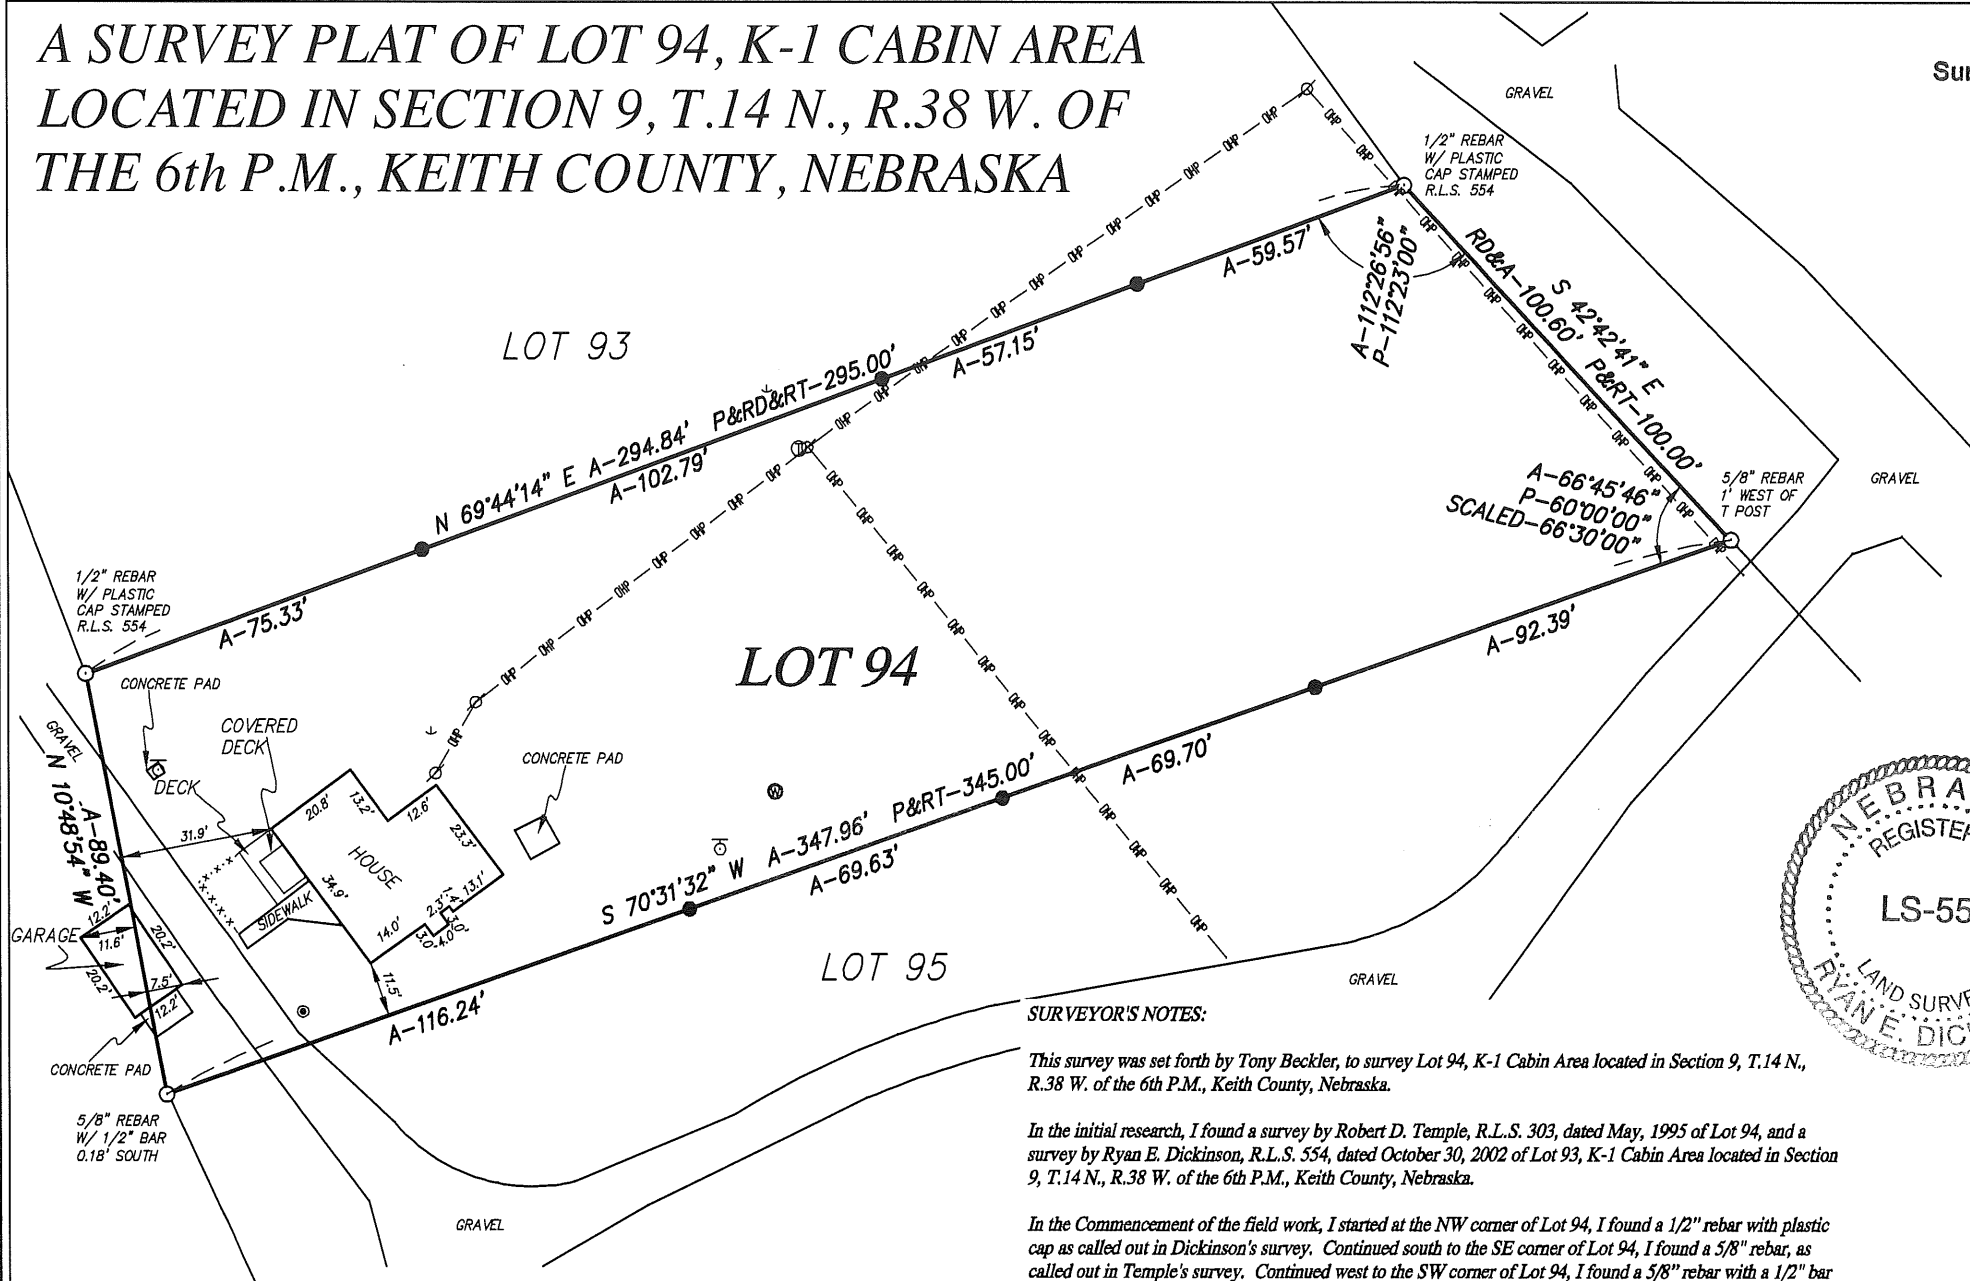 A SURVEY PLAT OF LOT 94, K-1 CABIN AREA
LOCATED IN SECTION 9, T.14 N., R.38 W. OF
THE 6th P.M., KEITH COUNTY, NEBRASKA
GRAVEL
1/2" REBAR
W/ PLASTIC
CAP STAMPED
R.L.S. 554
A-59.57'
A-112°26'56"
P-112°23'00"
S 42°42'41" E
RD&A-100.60' P&RT-100.00'
LOT 93
A-57.15'
N 69°44'14" E A-294.84' P&RD&RT-295.00'
A-102.79'
A-66°45'46"
P-60°00'00"
SCALED-66°30'00"
5/8" REBAR
1' WEST OF
T POST
GRAVEL
OHP
1/2" REBAR
W/ PLASTIC
CAP STAMPED
R.L.S. 554
A-75.33'
LOT 94
A-92.39'
CONCRETE PAD
GRAVEL
COVERED
DECK
DECK
CONCRETE PAD
N 10°48'54" W
A-89.40'
31.9'
20.8'
13.2'
12.6'
23.3'
HOUSE
34.9'
W
A-69.70'
S 70°31'32" W A-347.96' P&RT-345.00'
A-69.63'
SIDEWALK
14.0'
2.3'
13.1'
3.0'
4.0'
3.0'
GARAGE
12.2'
11.6'
20.2'
20.2'
7.5'
12.2'
11.5'
A-116.24'
LOT 95
GRAVEL
CONCRETE PAD
5/8" REBAR
W/ 1/2" BAR
0.18' SOUTH
GRAVEL
NEBRA
REGISTER
LS-55
LAND SURVE
RYAN E. DIC
Sur
SURVEYOR'S NOTES:
This survey was set forth by Tony Beckler, to survey Lot 94, K-1 Cabin Area located in Section 9, T.14 N.,
R.38 W. of the 6th P.M., Keith County, Nebraska.
In the initial research, I found a survey by Robert D. Temple, R.L.S. 303, dated May, 1995 of Lot 94, and a
survey by Ryan E. Dickinson, R.L.S. 554, dated October 30, 2002 of Lot 93, K-1 Cabin Area located in Section
9, T.14 N., R.38 W. of the 6th P.M., Keith County, Nebraska.
In the Commencement of the field work, I started at the NW corner of Lot 94, I found a 1/2" rebar with plastic
cap as called out in Dickinson's survey. Continued south to the SE corner of Lot 94, I found a 5/8" rebar, as
called out in Temple's survey. Continued west to the SW corner of Lot 94, I found a 5/8" rebar with a 1/2" bar